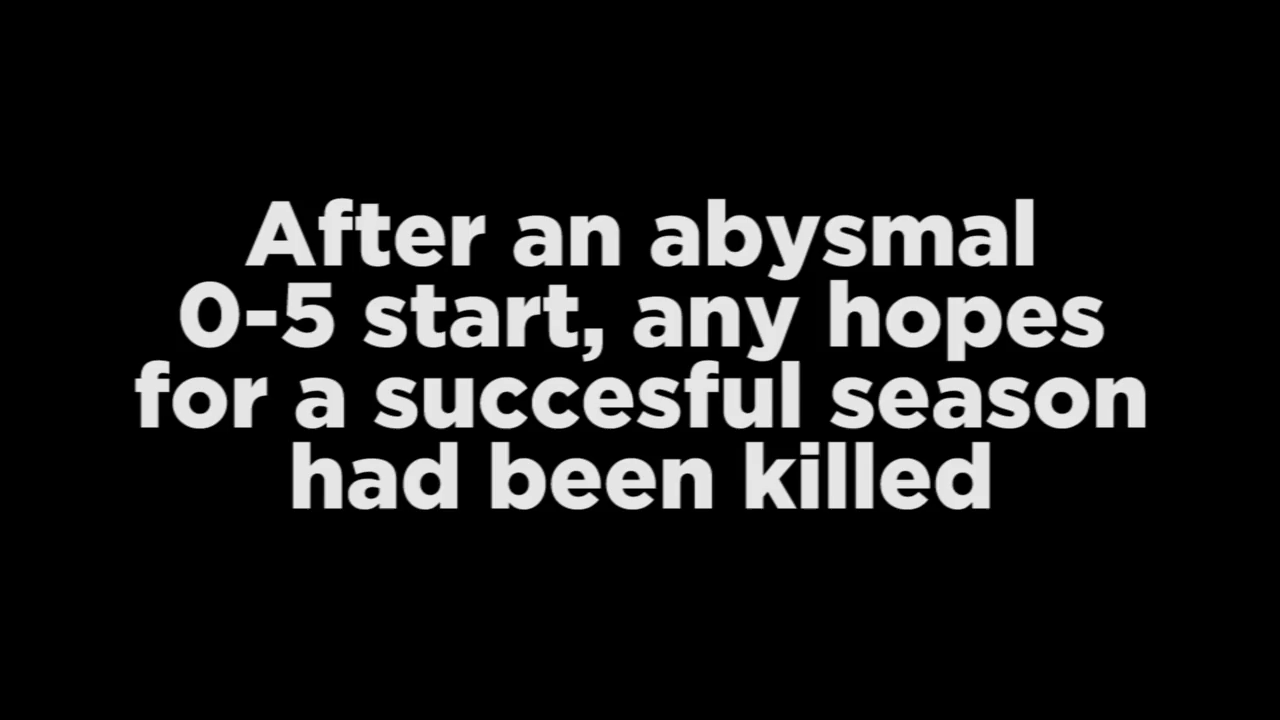 After an abysmal
0-5 start, any hopes
for a succesful season
had been killed